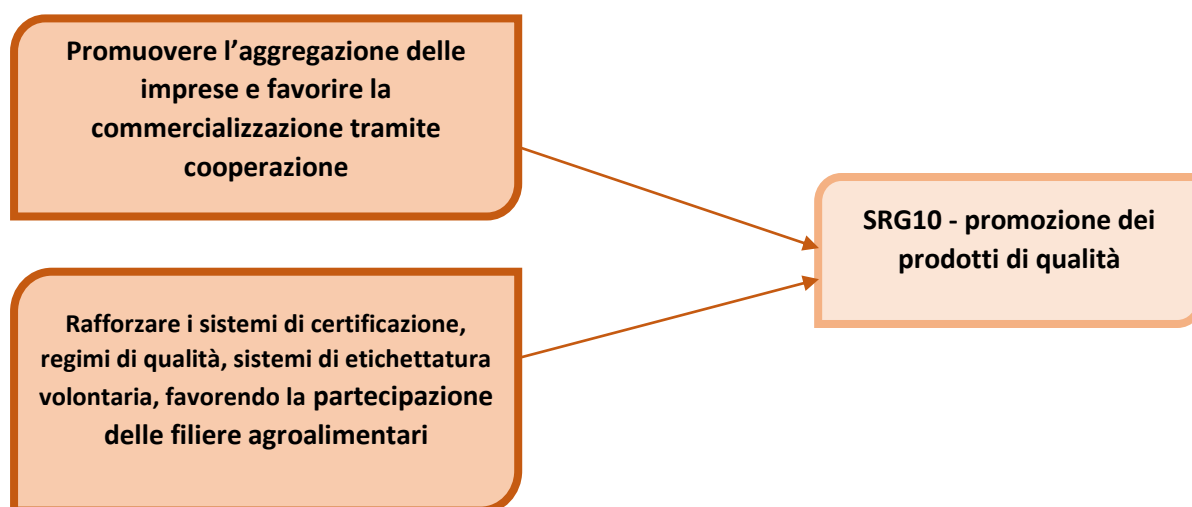 Promuovere l’aggregazione delle
imprese e favorire la
commercializzazione tramite
cooperazione
SRG10 - promozione dei
prodotti di qualità
Rafforzare i sistemi di certificazione,
regimi di qualità, sistemi di etichettatura
volontaria, favorendo la partecipazione
delle filiere agroalimentari